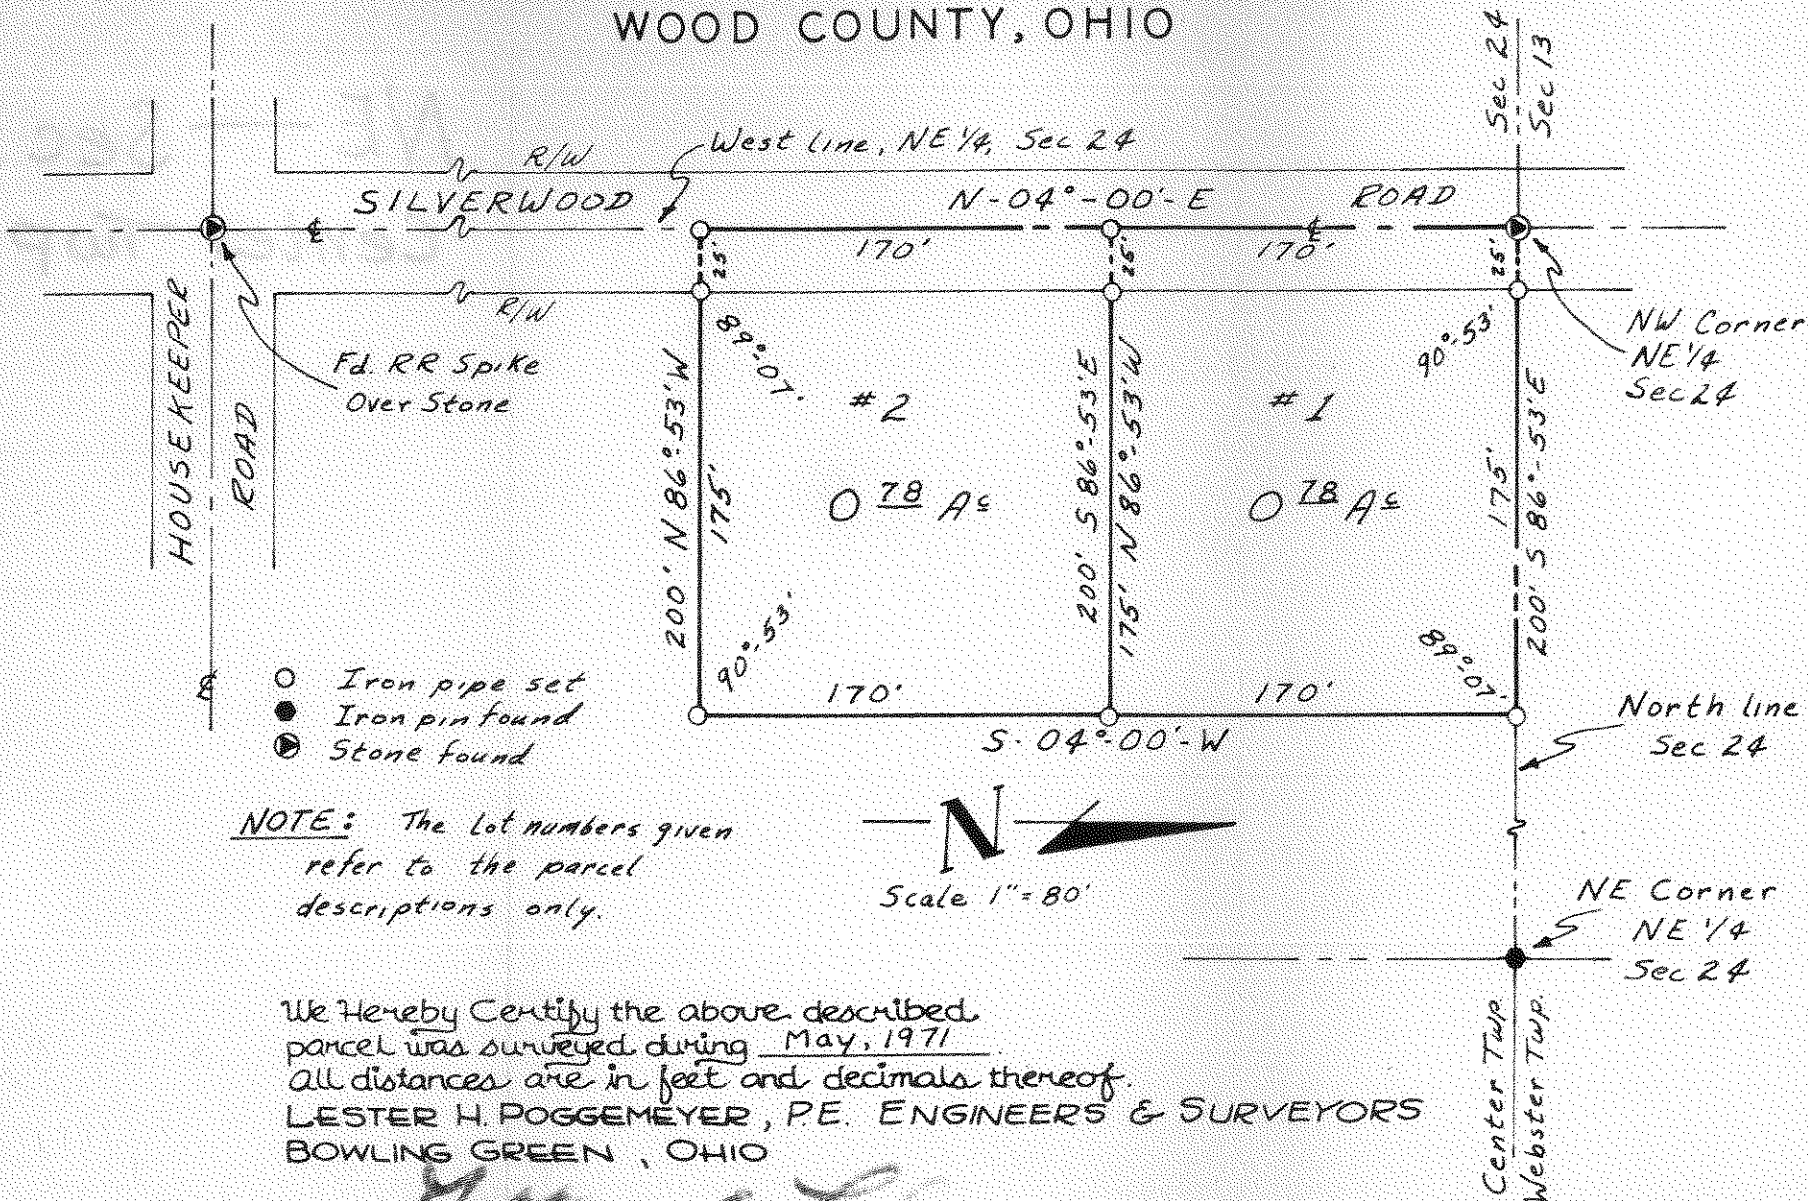 WOOD COUNTY, OHIO
Sec 24
Sec 13
West line, NE 1/4, Sec 24
R/W
SILVERWOOD
N-04°-00'-E
ROAD
℄
℄
170'
170'
25'
25'
25'
R/W
HOUSEKEEPER
ROAD
Fd. RR Spike
Over Stone
NW Corner
NE 1/4
Sec 24
89°-07'
90°-53'
#2
#1
0 78 Ac
0 78 Ac
200' N 86°-53'W
175'
200' S 86°-53'E
175' N 86°-53'W
175'
200' S 86°-53'E
90°-53'
89°-07'
170'
170'
S-04°-00'-W
℄
Iron pipe set
Iron pin found
Stone found
North line
Sec 24
NOTE: The lot numbers given
refer to the parcel
descriptions only.
N
Scale 1"=80'
NE Corner
NE 1/4
Sec 24
Center Twp.
Webster Twp.
We Hereby Certify the above described
parcel was surveyed during May, 1971.
All distances are in feet and decimals thereof.
LESTER H. POGGEMEYER, P.E. ENGINEERS & SURVEYORS
BOWLING GREEN, OHIO